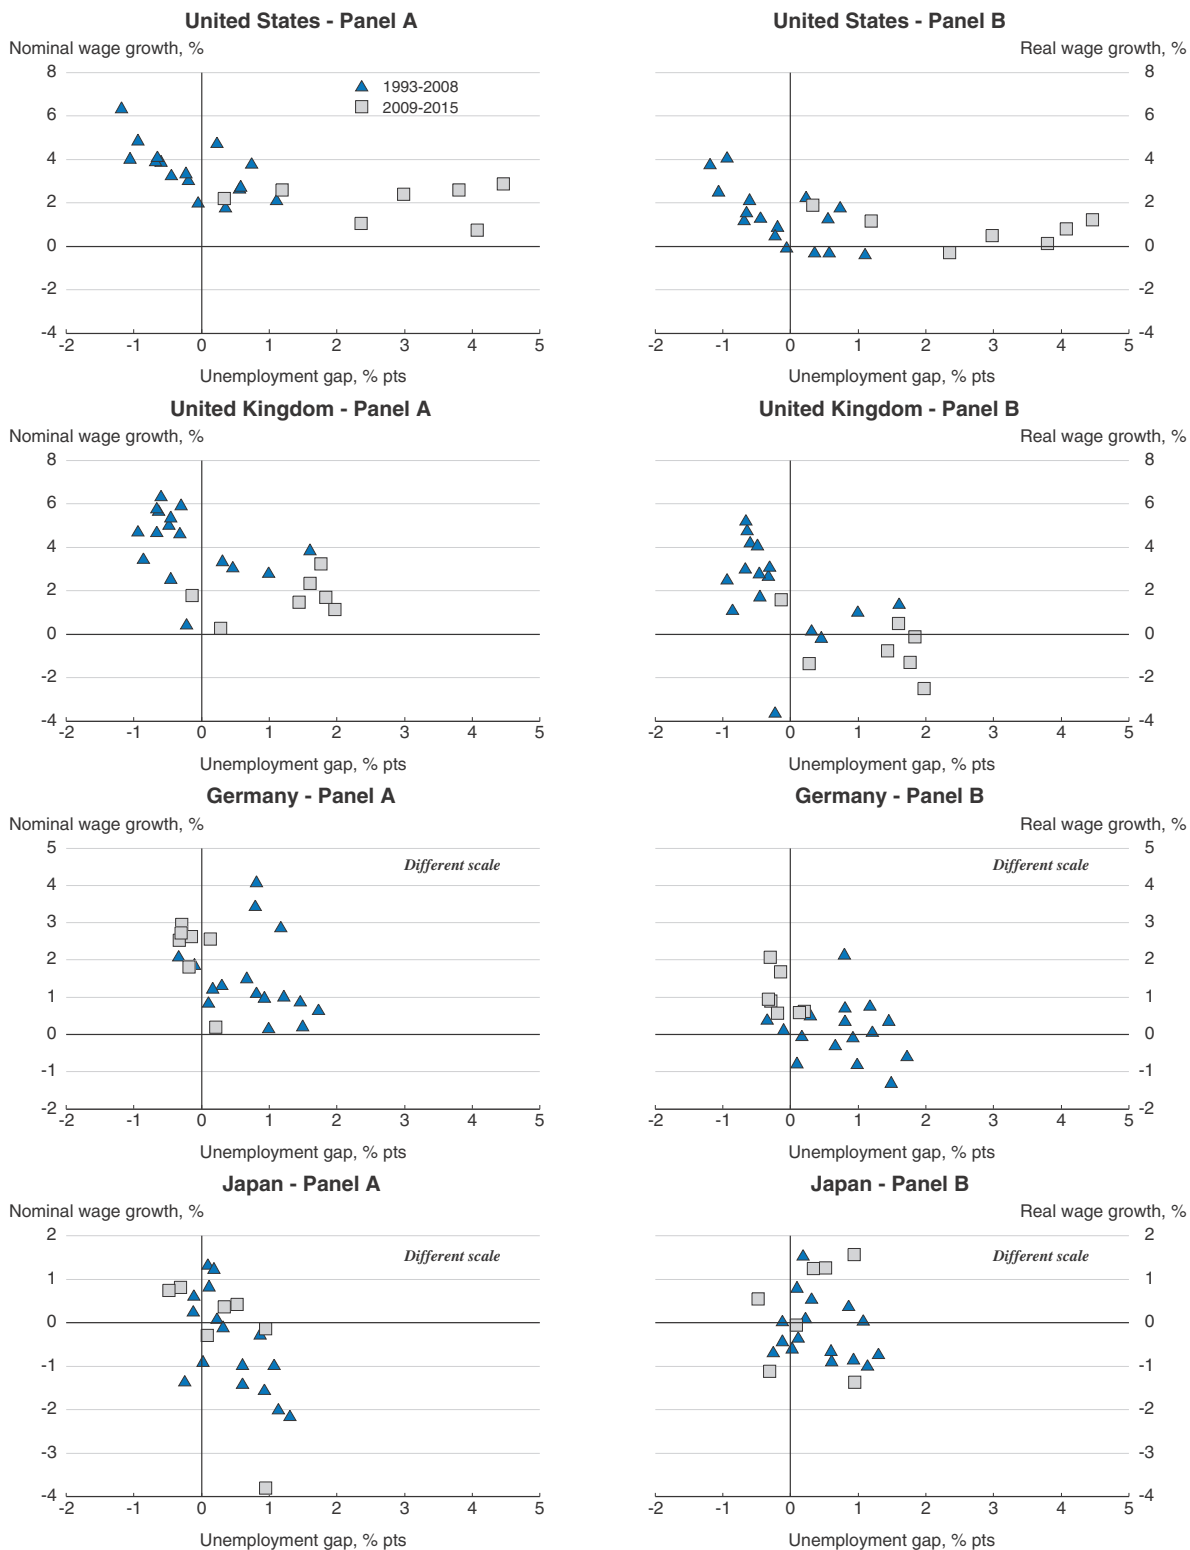 United States - Panel A
United States - Panel B
Nominal wage growth, %
Real wage growth, %
8
6
4
2
0
-2
-4
1993-2008
2009-2015
-2 -1 0 1 2 3 4 5
Unemployment gap, % pts
8
6
4
2
0
-2
-4
-2 -1 0 1 2 3 4 5
Unemployment gap, % pts
United Kingdom - Panel A
United Kingdom - Panel B
Nominal wage growth, %
Real wage growth, %
8
6
4
2
0
-2
-4
-2 -1 0 1 2 3 4 5
Unemployment gap, % pts
8
6
4
2
0
-2
-4
-2 -1 0 1 2 3 4 5
Unemployment gap, % pts
Germany - Panel A
Germany - Panel B
Nominal wage growth, %
Real wage growth, %
5
4
3
2
1
0
-1
-2
Different scale
-2 -1 0 1 2 3 4 5
Unemployment gap, % pts
5
4
3
2
1
0
-1
-2
Different scale
-2 -1 0 1 2 3 4 5
Unemployment gap, % pts
Japan - Panel A
Japan - Panel B
Nominal wage growth, %
Real wage growth, %
2
1
0
-1
-2
-3
-4
Different scale
-2 -1 0 1 2 3 4 5
Unemployment gap, % pts
2
1
0
-1
-2
-3
-4
Different scale
-2 -1 0 1 2 3 4 5
Unemployment gap, % pts